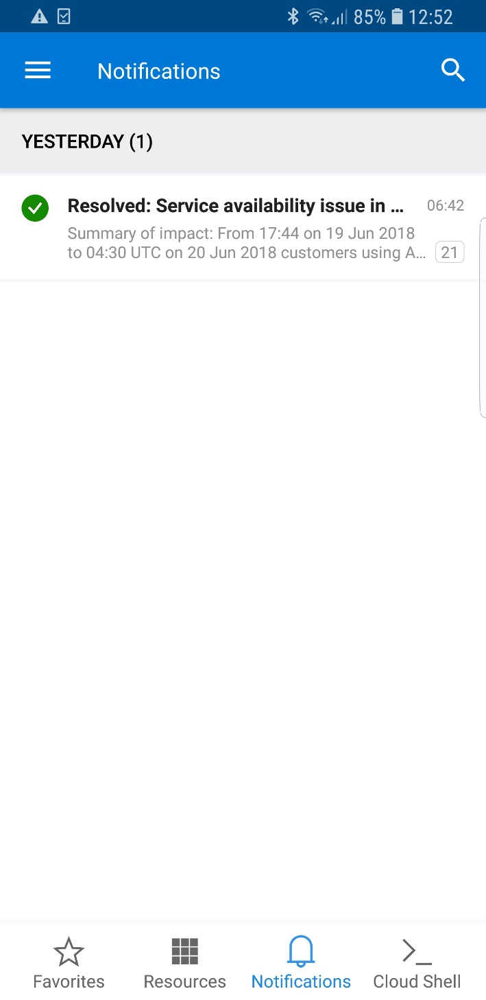 85% 12:52
Notifications
YESTERDAY (1)
Resolved: Service availability issue in ... 06:42
Summary of impact: From 17:44 on 19 Jun 2018
to 04:30 UTC on 20 Jun 2018 customers using A... 21
Favorites Resources Notifications Cloud Shell